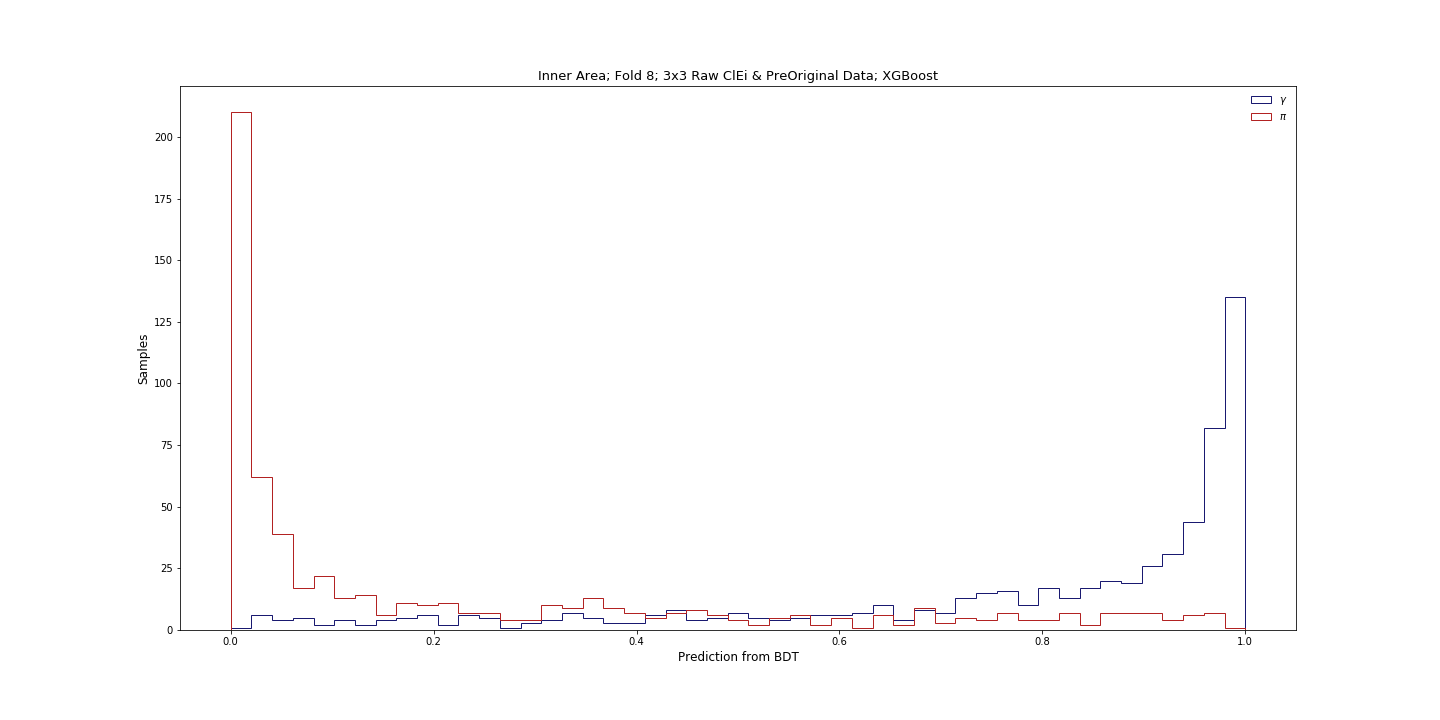 Inner Area; Fold 8; 3x3 Raw ClEi & PreOriginal Data; XGBoost
γ
π
200
175
150
125
100
75
50
25
0
Samples
0.0 0.2 0.4 0.6 0.8 1.0
Prediction from BDT